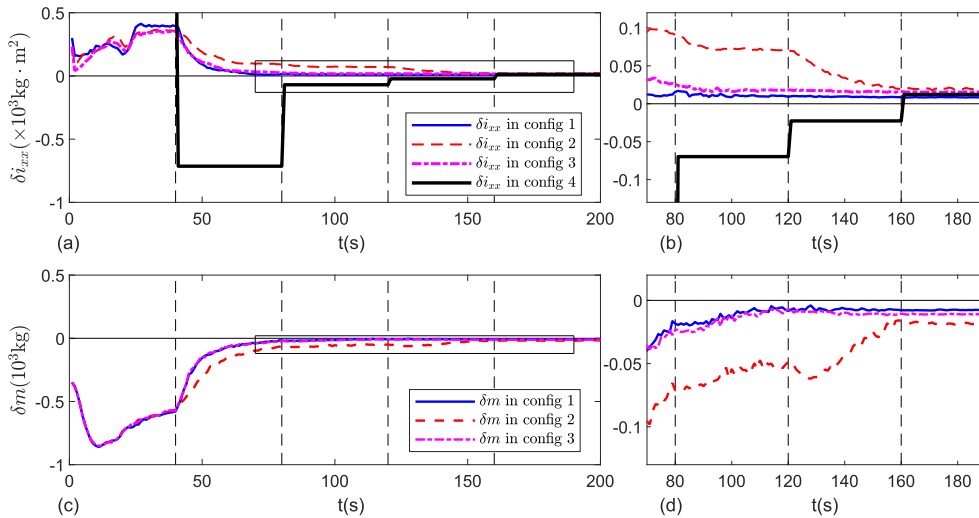 1
0.5
0
-0.5
-1
δi_xx(×10³kg · m²)
δi_xx in config 1
δi_xx in config 2
δi_xx in config 3
δi_xx in config 4
0 50 100 150 200
(a) t(s)
0.1
0.05
0
-0.05
-0.1
80 100 120 140 160 180
(b) t(s)
1
0.5
0
-0.5
-1
δm(10³kg)
δm in config 1
δm in config 2
δm in config 3
0 50 100 150 200
(c) t(s)
0
-0.05
-0.1
80 100 120 140 160 180
(d) t(s)